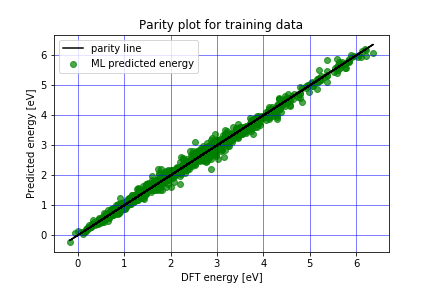 Parity plot for training data
parity line
ML predicted energy
6
5
4
3
2
1
0
Predicted energy [eV]
0 1 2 3 4 5 6
DFT energy [eV]